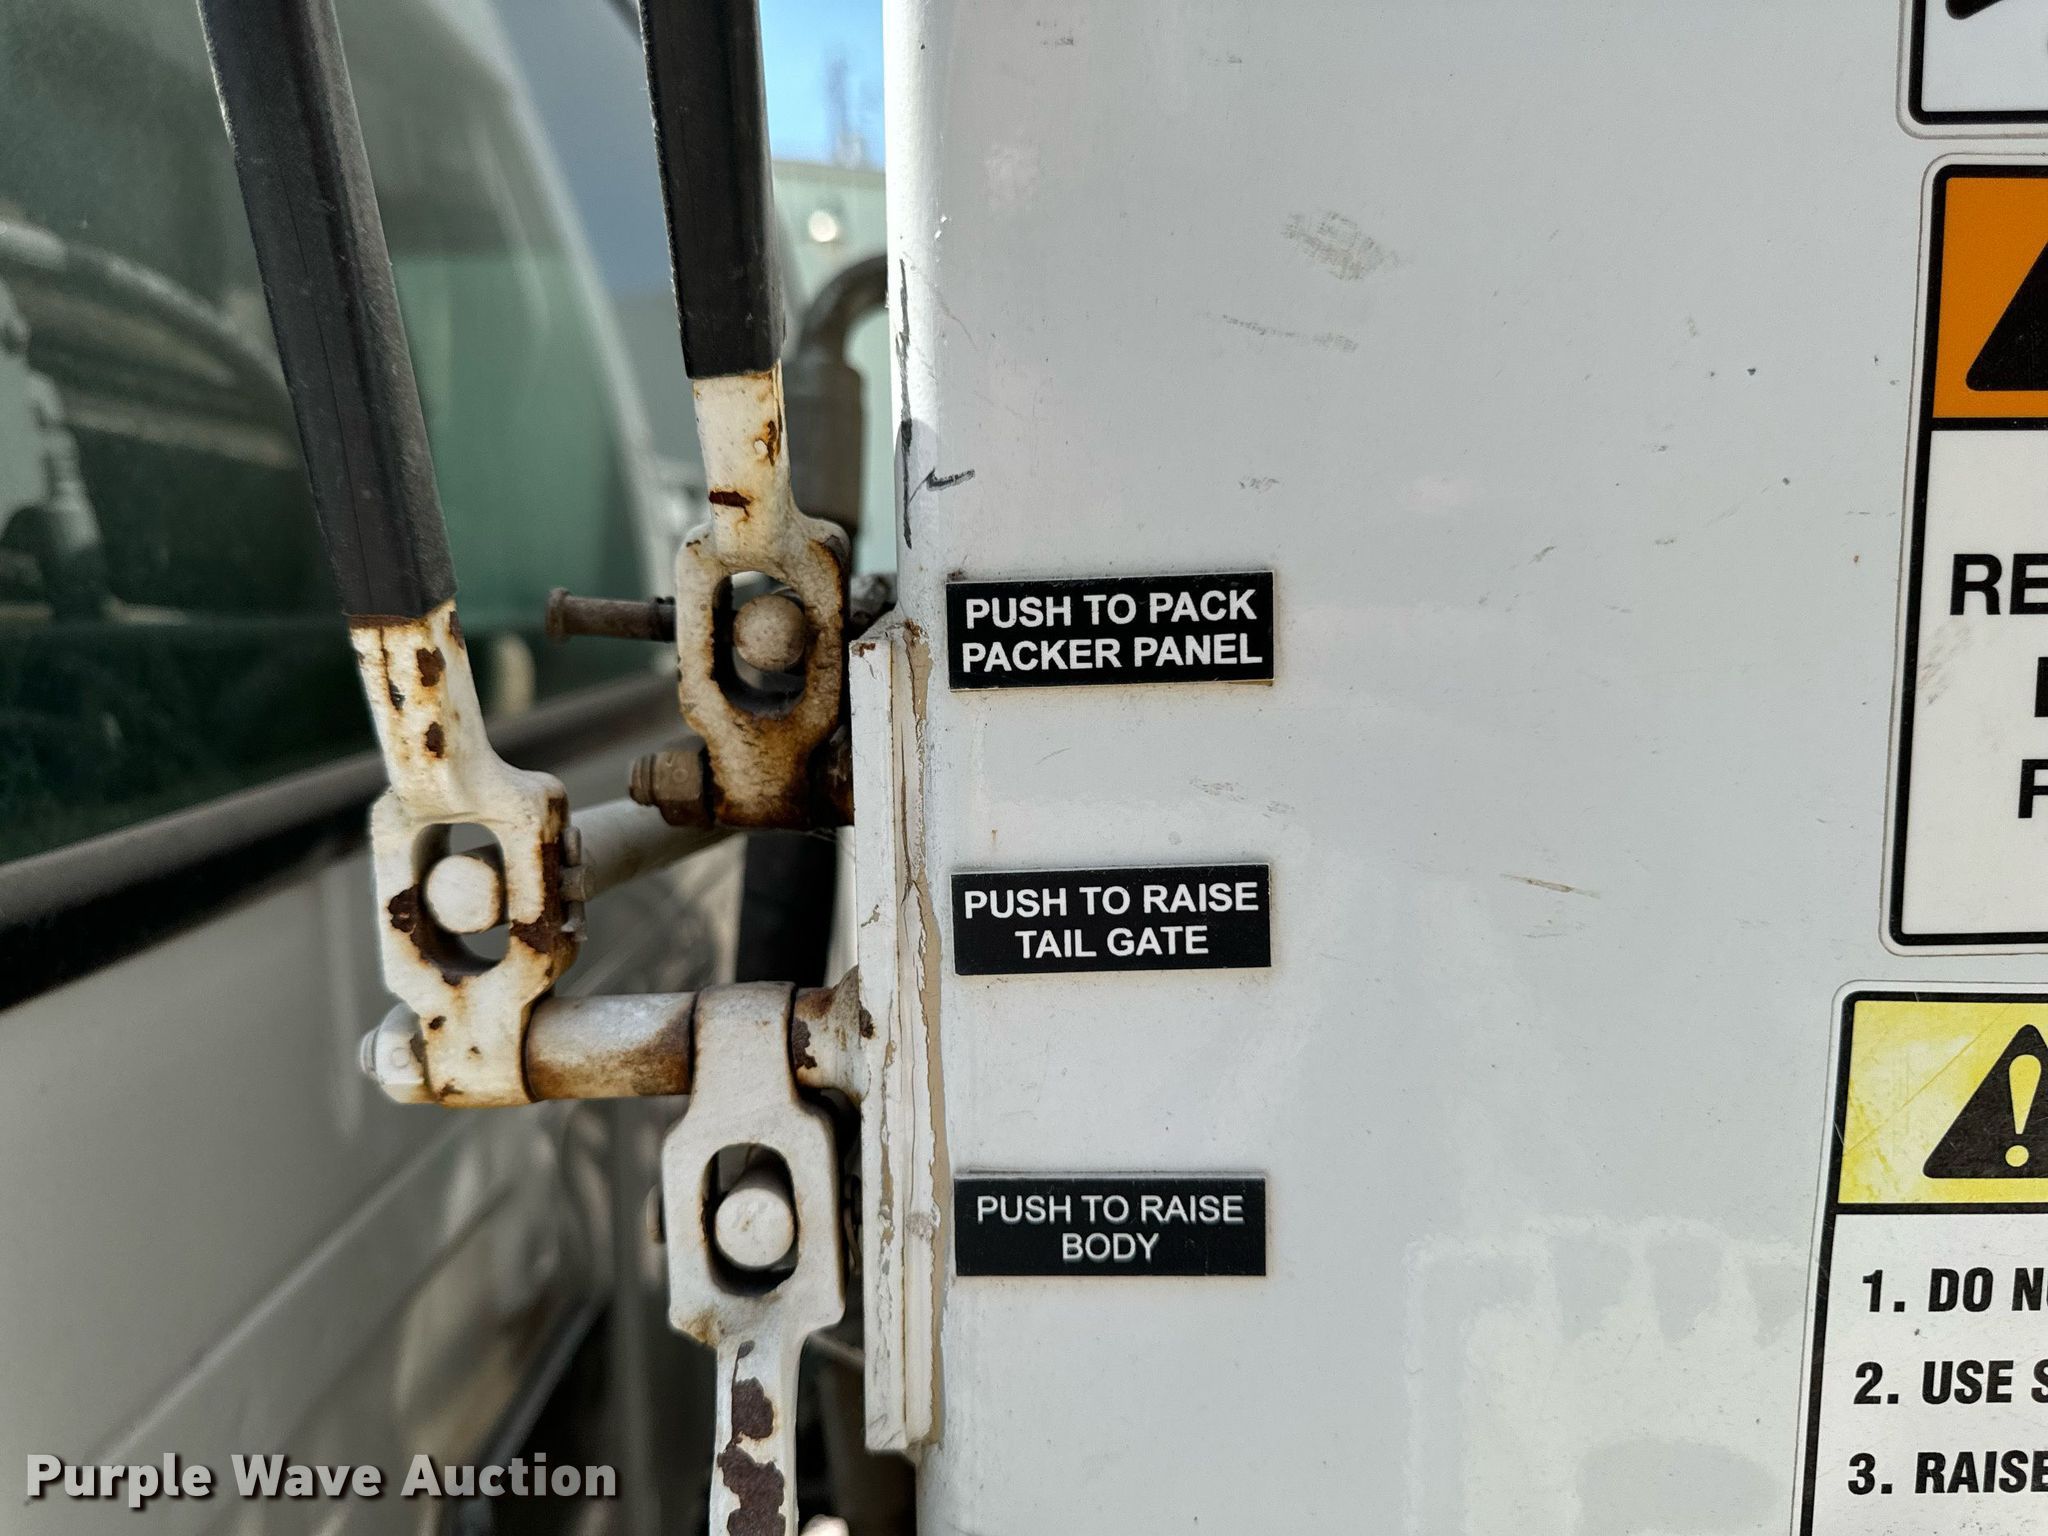 PUSH TO PACK
PACKER PANEL
PUSH TO RAISE
TAIL GATE
PUSH TO RAISE
BODY
1. DO
2. USE
3. RAISE
Purple Wave Auction